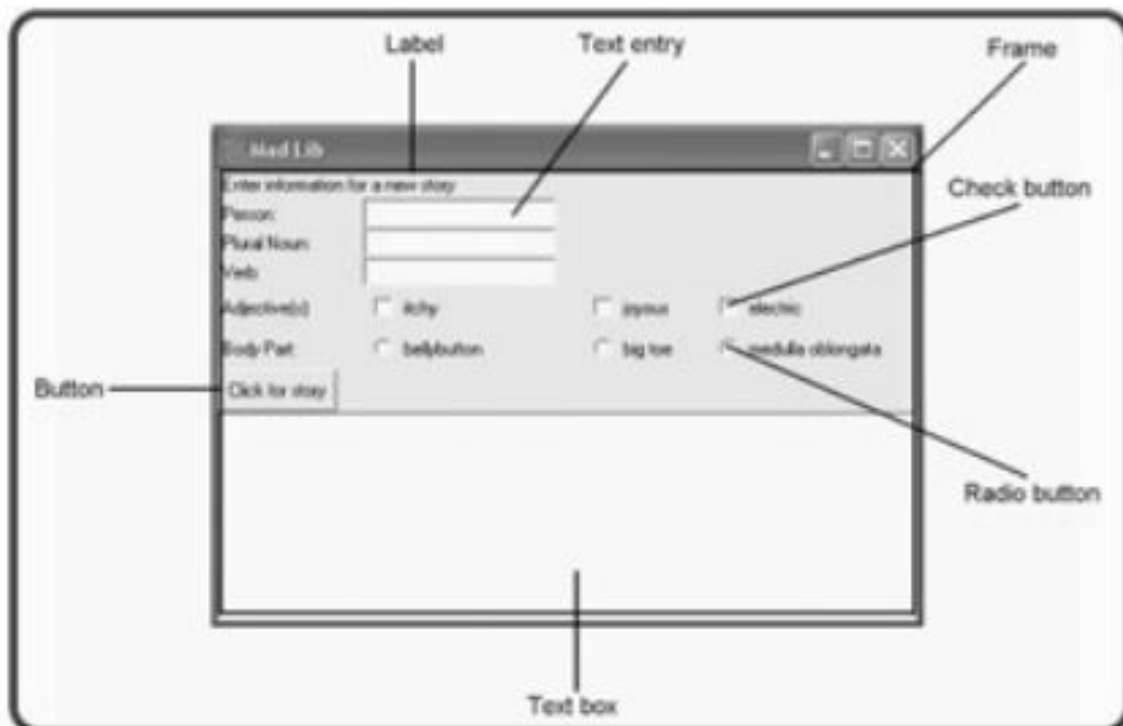 Label Text entry Frame
Mad Lib
Enter information for a new story
Check button
Person:
Plural Noun:
Verb:
Adjective(s) itchy joyous electric
Body Part: bellybutton big toe medulla oblongata
Button Click for story
Radio button
Text box